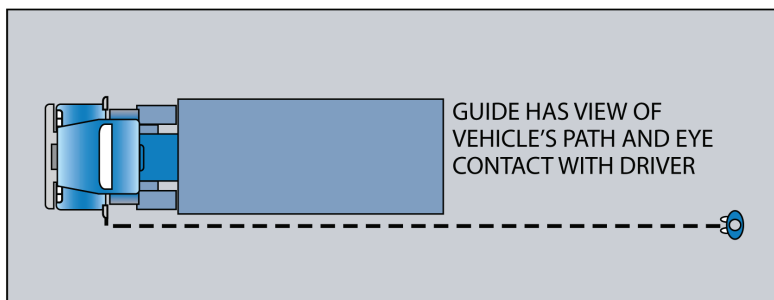 GUIDE HAS VIEW OF
VEHICLE'S PATH AND EYE
CONTACT WITH DRIVER